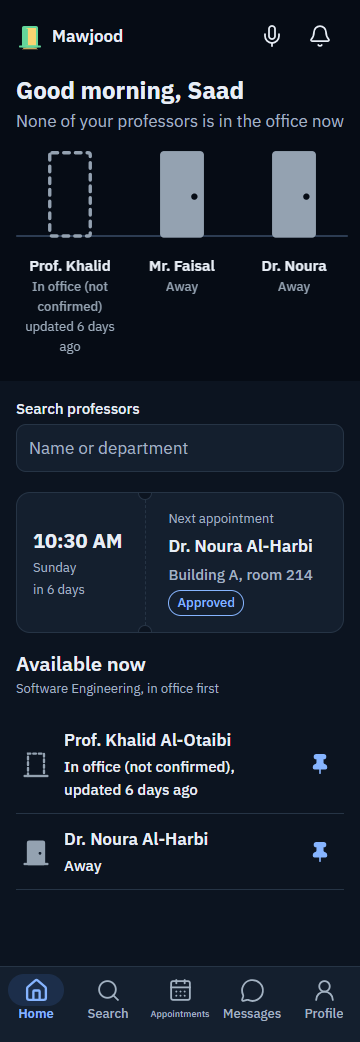 Mawjood
Good morning, Saad
None of your professors is in the office now
Prof. Khalid
In office (not
confirmed)
updated 6 days
ago
Mr. Faisal
Away
Dr. Noura
Away
Search professors
Name or department
10:30 AM
Sunday
in 6 days
Next appointment
Dr. Noura Al-Harbi
Building A, room 214
Approved
Available now
Software Engineering, in office first
Prof. Khalid Al-Otaibi
In office (not confirmed),
updated 6 days ago
Dr. Noura Al-Harbi
Away
Home
Search
Appointments
Messages
Profile